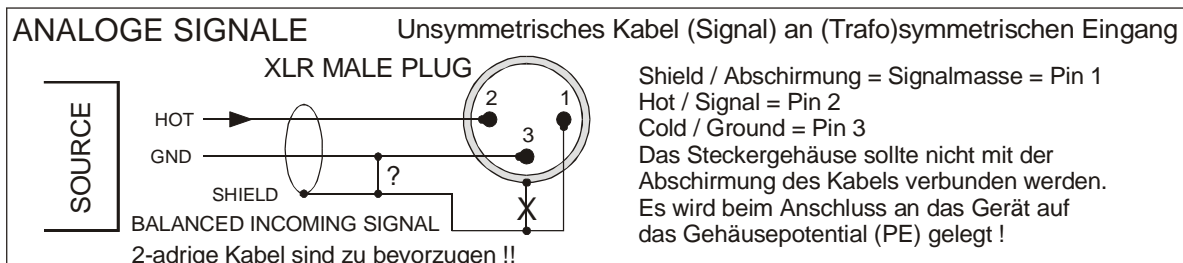 ANALOGE SIGNALE
Unsymmetrisches Kabel (Signal) an (Trafo)symmetrischen Eingang
XLR MALE PLUG
SOURCE
HOT
GND
SHIELD
?
2
1
3
X
BALANCED INCOMING SIGNAL
2-adrige Kabel sind zu bevorzugen !!
Shield / Abschirmung = Signalmasse = Pin 1
Hot / Signal = Pin 2
Cold / Ground = Pin 3
Das Steckergehäuse sollte nicht mit der
Abschirmung des Kabels verbunden werden.
Es wird beim Anschluss an das Gerät auf
das Gehäusepotential (PE) gelegt !